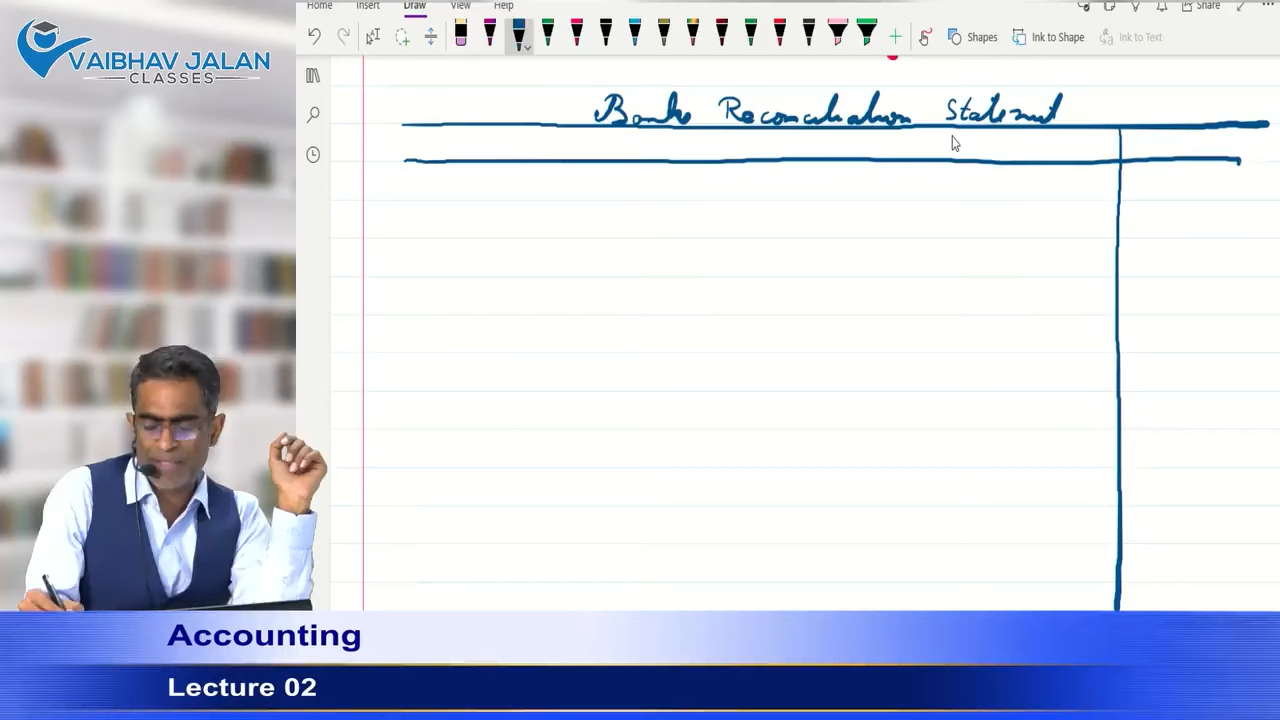 Home Insert Draw View Help Share
VAIBHAV JALAN
CLASSES
Shapes Ink to Shape Ink to Text
Bank Reconciliation Statement
Accounting
Lecture 02